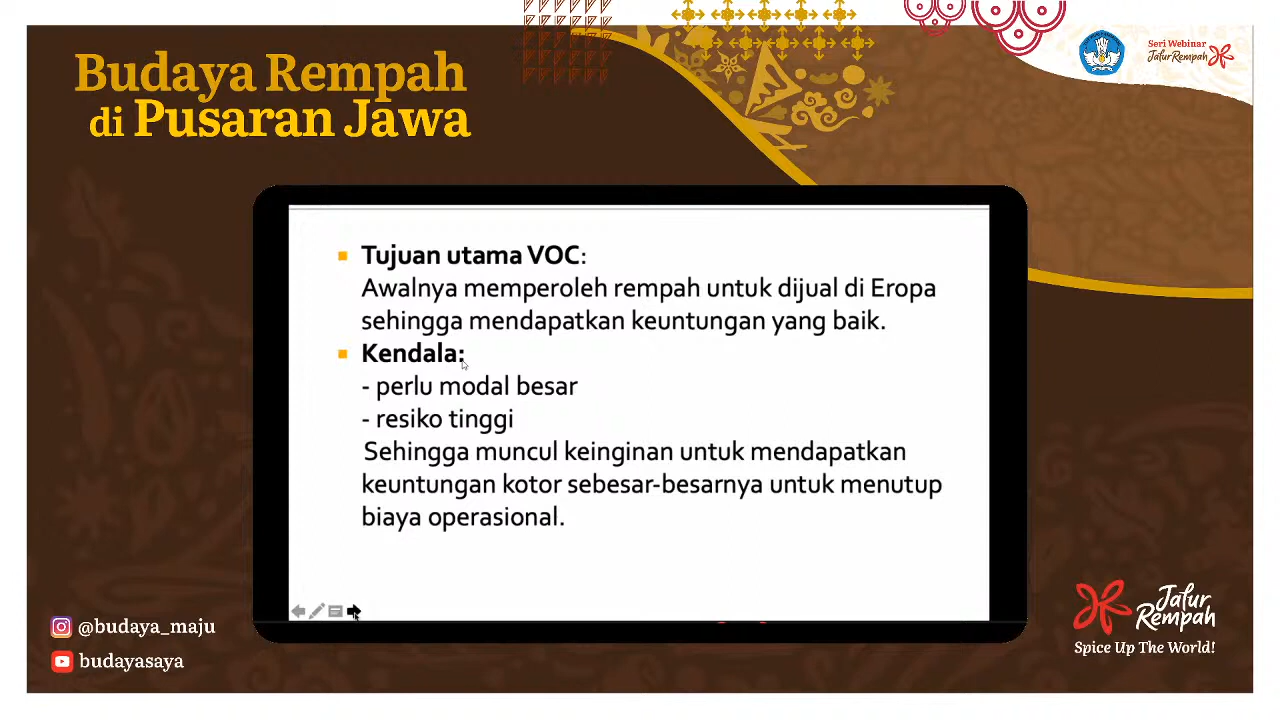 Budaya Rempah
di Pusaran Jawa
Seri Webinar
Jalur Rempah
Tujuan utama VOC:
Awalnya memperoleh rempah untuk dijual di Eropa
sehingga mendapatkan keuntungan yang baik.
Kendala:
- perlu modal besar
- resiko tinggi
Sehingga muncul keinginan untuk mendapatkan
keuntungan kotor sebesar-besarnya untuk menutup
biaya operasional.
@budaya_maju
budayasaya
Jalur
Rempah
Spice Up The World!